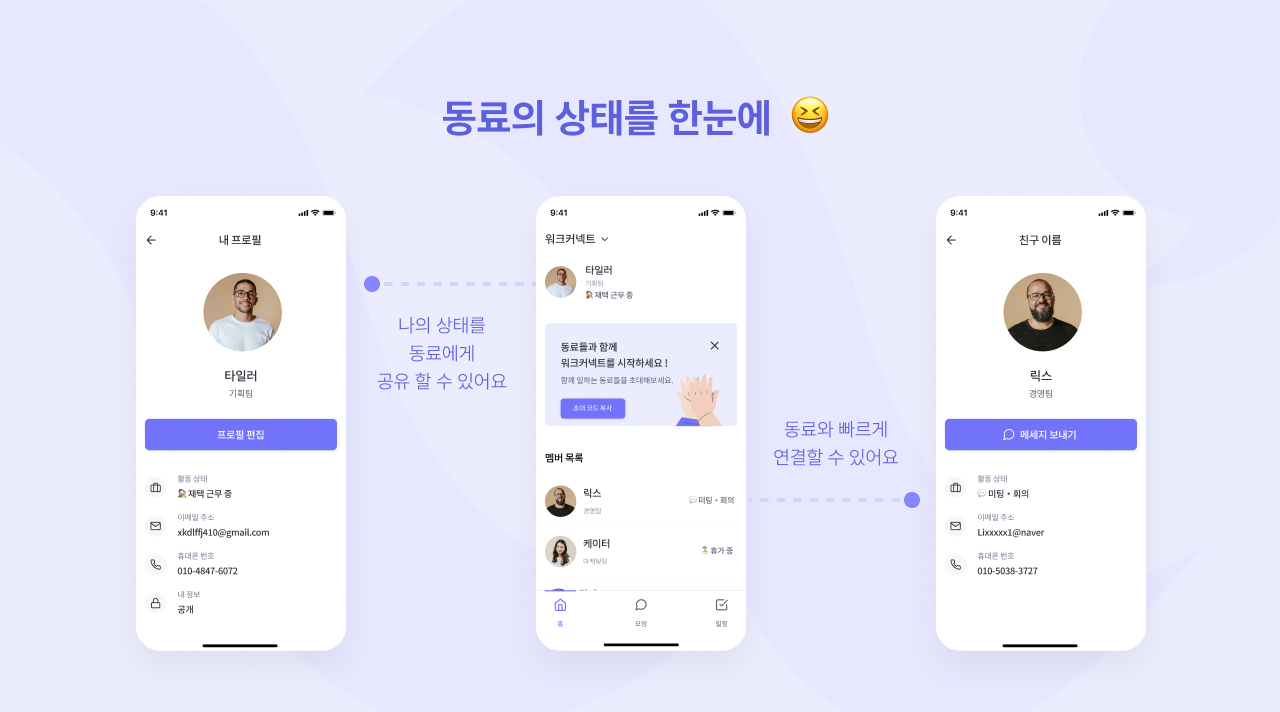 동료의 상태를 한눈에 😆
9:41
내 프로필
타일러
기획팀
프로필 편집
활동 상태
재택 근무 중
이메일 주소
xkdlffj410@gmail.com
휴대폰 번호
010-4847-6072
내 정보
공개
나의 상태를
동료에게
공유 할 수 있어요
9:41
워크커넥트
타일러
기획팀
재택 근무 중
동료들과 함께
워크커넥트를 시작하세요 !
함께 일하는 동료들을 초대해보세요.
초대 코드 복사
멤버 목록
릭스
경영팀
미팅 • 회의
케이터
마케팅팀
휴가 중
홈
모임
일정
동료와 빠르게
연결할 수 있어요
9:41
친구 이름
릭스
경영팀
메세지 보내기
활동 상태
미팅 • 회의
이메일 주소
Lixxxxx1@naver
휴대폰 번호
010-5038-3727